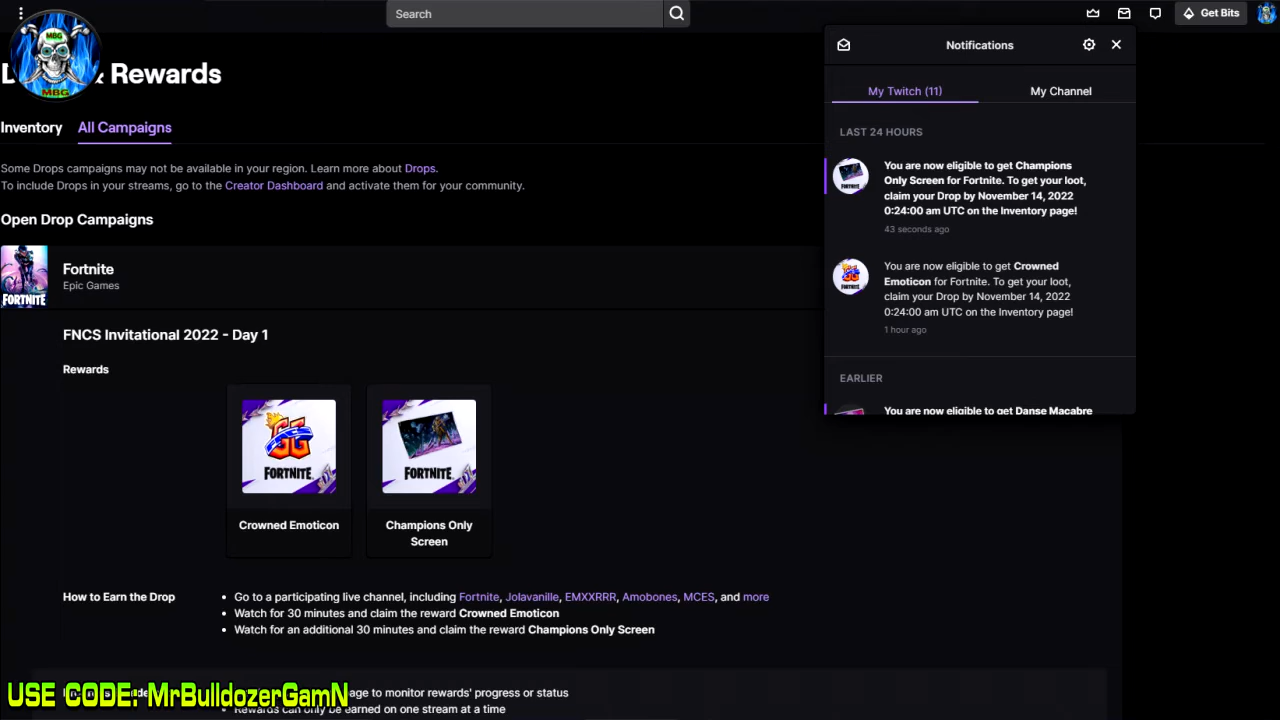 Search
Get Bits
MBG
MBG
& Rewards
Inventory
All Campaigns
Some Drops campaigns may not be available in your region. Learn more about Drops.
To include Drops in your streams, go to the Creator Dashboard and activate them for your community.
Open Drop Campaigns
FORTNITE
Fortnite
Epic Games
FNCS Invitational 2022 - Day 1
Rewards
GG
FORTNITE
Crowned Emoticon
FORTNITE
Champions Only
Screen
How to Earn the Drop
• Go to a participating live channel, including Fortnite, Jolavanille, EMXXRRR, Amobones, MCES, and more
• Watch for 30 minutes and claim the reward Crowned Emoticon
• Watch for an additional 30 minutes and claim the reward Champions Only Screen
to monitor rewards' progress or status
Rewards can only be earned on one stream at a time
USE CODE: MrBulldozerGamN
Notifications
My Twitch (11)
My Channel
LAST 24 HOURS
FORTNITE
You are now eligible to get Champions
Only Screen for Fortnite. To get your loot,
claim your Drop by November 14, 2022
0:24:00 am UTC on the Inventory page!
43 seconds ago
FORTNITE
You are now eligible to get Crowned
Emoticon for Fortnite. To get your loot,
claim your Drop by November 14, 2022
0:24:00 am UTC on the Inventory page!
1 hour ago
EARLIER
You are now eligible to get Danse Macabre